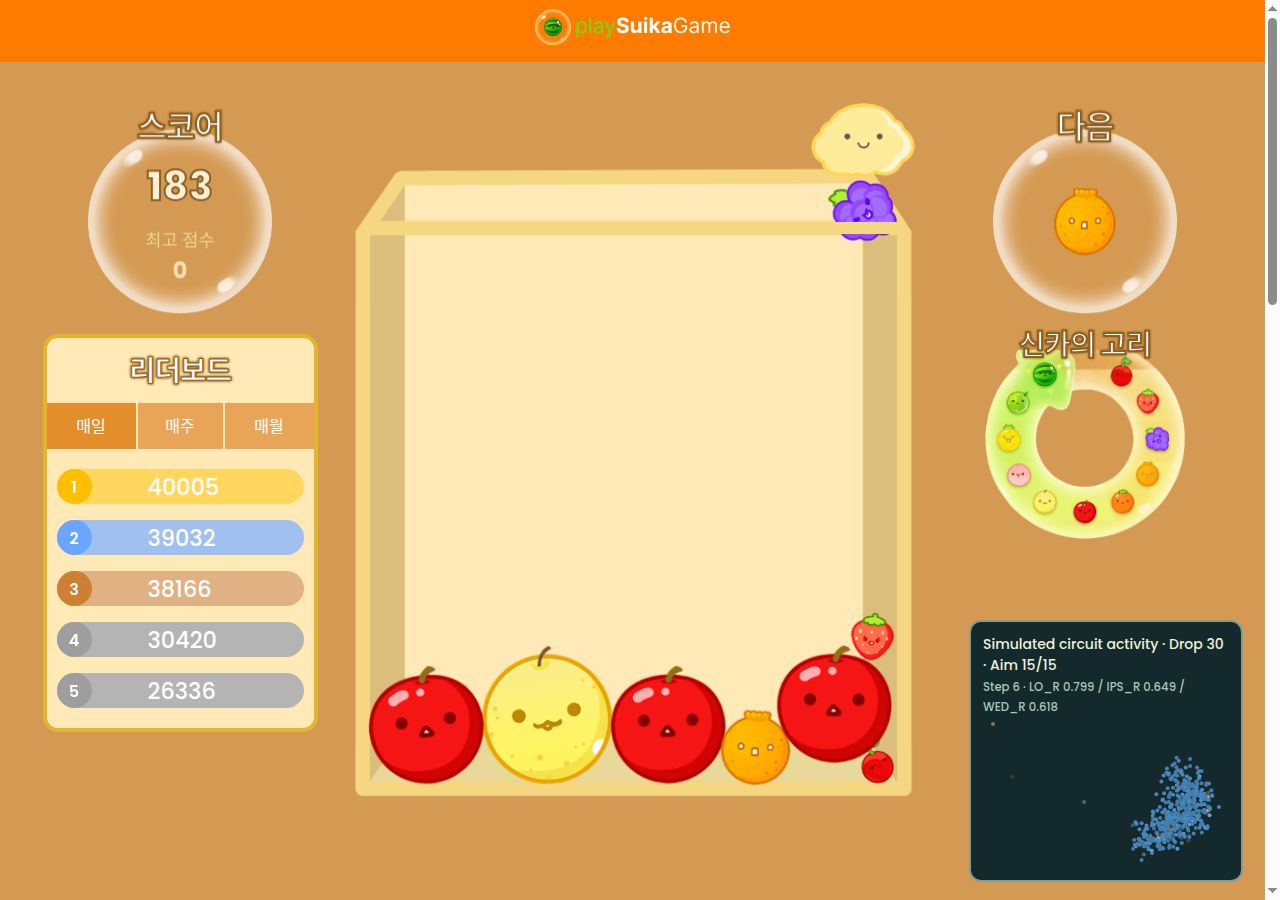 playSuikaGame
스코어
183
최고 점수
0
다음
리더보드
매일 매주 매월
1 40005
2 39032
3 38166
4 30420
5 26336
신카의 고리
Simulated circuit activity · Drop 30
· Aim 15/15
Step 6 · LO_R 0.799 / IPS_R 0.649 /
WED_R 0.618